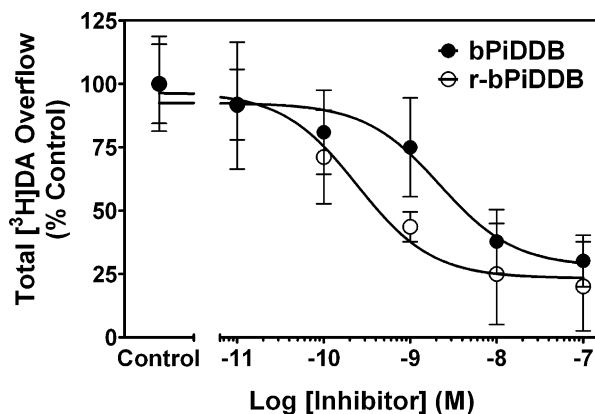 Total [³H]DA Overflow
(% Control)
125
100
75
50
25
0
bPiDDB
r-bPiDDB
Control
-11
-10
-9
-8
-7
Log [Inhibitor] (M)